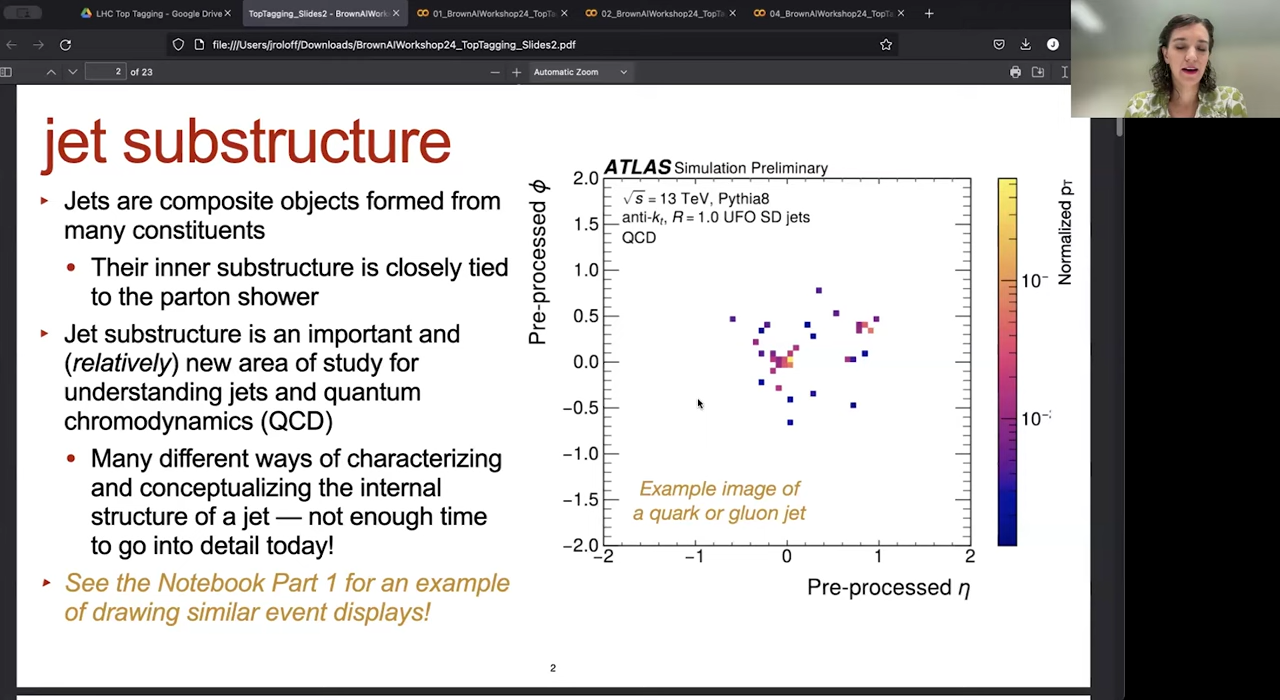 LHC Top Tagging – Google Drive
TopTagging_Slides2 - BrownAIWorks
01_BrownAIWorkshop24_TopTa
02_BrownAIWorkshop24_TopTa
04_BrownAIWorkshop24_TopTa
file:///Users/jroloff/Downloads/BrownAIWorkshop24_TopTagging_Slides2.pdf
J
2 of 23
Automatic Zoom
jet substructure
Jets are composite objects formed from
many constituents
Their inner substructure is closely tied
to the parton shower
Jet substructure is an important and
(relatively) new area of study for
understanding jets and quantum
chromodynamics (QCD)
Many different ways of characterizing
and conceptualizing the internal
structure of a jet — not enough time
to go into detail today!
See the Notebook Part 1 for an example
of drawing similar event displays!
ATLAS Simulation Preliminary
√s = 13 TeV, Pythia8
anti-kt, R = 1.0 UFO SD jets
QCD
Pre-processed ϕ
2.0
1.5
1.0
0.5
0.0
−0.5
−1.0
−1.5
−2.0
Example image of
a quark or gluon jet
−2 −1 0 1 2
Pre-processed η
Normalized pT
2